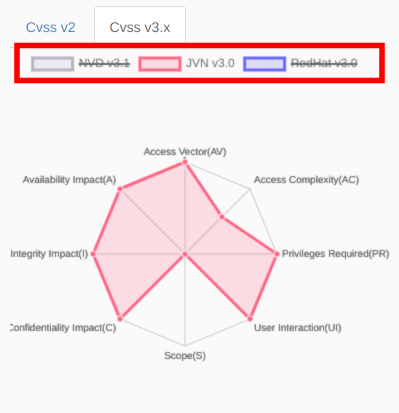 Cvss v2 Cvss v3.x
NVD v3.1 JVN v3.0 RedHat v3.0
Access Vector(AV)
Availability Impact(A) Access Complexity(AC)
Integrity Impact(I) Privileges Required(PR)
Confidentiality Impact(C) User Interaction(UI)
Scope(S)